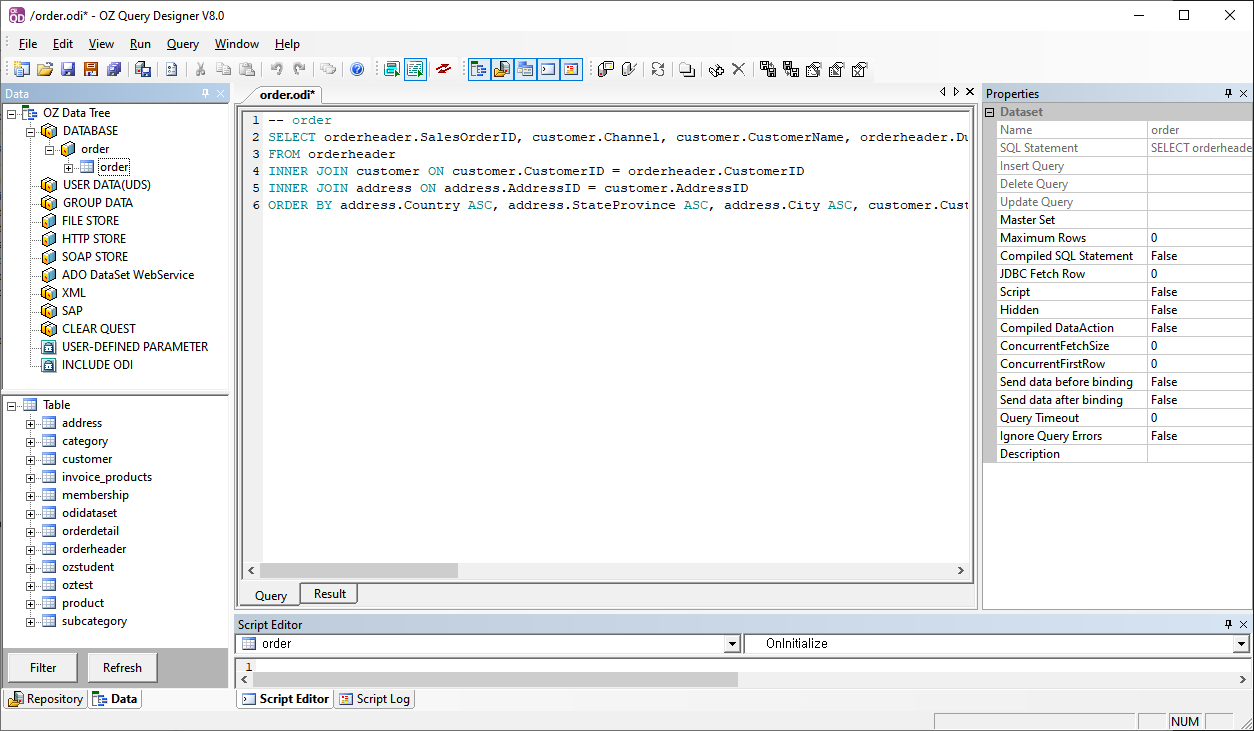 /order.odi* - OZ Query Designer V8.0
File Edit View Run Query Window Help
Data
OZ Data Tree
DATABASE
order
order
USER DATA(UDS)
GROUP DATA
FILE STORE
HTTP STORE
SOAP STORE
ADO DataSet WebService
XML
SAP
CLEAR QUEST
USER-DEFINED PARAMETER
INCLUDE ODI
Table
address
category
customer
invoice_products
membership
odidataset
orderdetail
orderheader
ozstudent
oztest
product
subcategory
Filter Refresh
Repository Data
order.odi*
1 -- order
2 SELECT orderheader.SalesOrderID, customer.Channel, customer.CustomerName, orderheader.Du
3 FROM orderheader
4 INNER JOIN customer ON customer.CustomerID = orderheader.CustomerID
5 INNER JOIN address ON address.AddressID = customer.AddressID
6 ORDER BY address.Country ASC, address.StateProvince ASC, address.City ASC, customer.Cust
Query Result
Properties
Dataset
Name order
SQL Statement SELECT orderheade
Insert Query
Delete Query
Update Query
Master Set
Maximum Rows 0
Compiled SQL Statement False
JDBC Fetch Row 0
Script False
Hidden False
Compiled DataAction False
ConcurrentFetchSize 0
ConcurrentFirstRow 0
Send data before binding False
Send data after binding False
Query Timeout 0
Ignore Query Errors False
Description
Script Editor
order OnInitialize
1
Script Editor Script Log
NUM